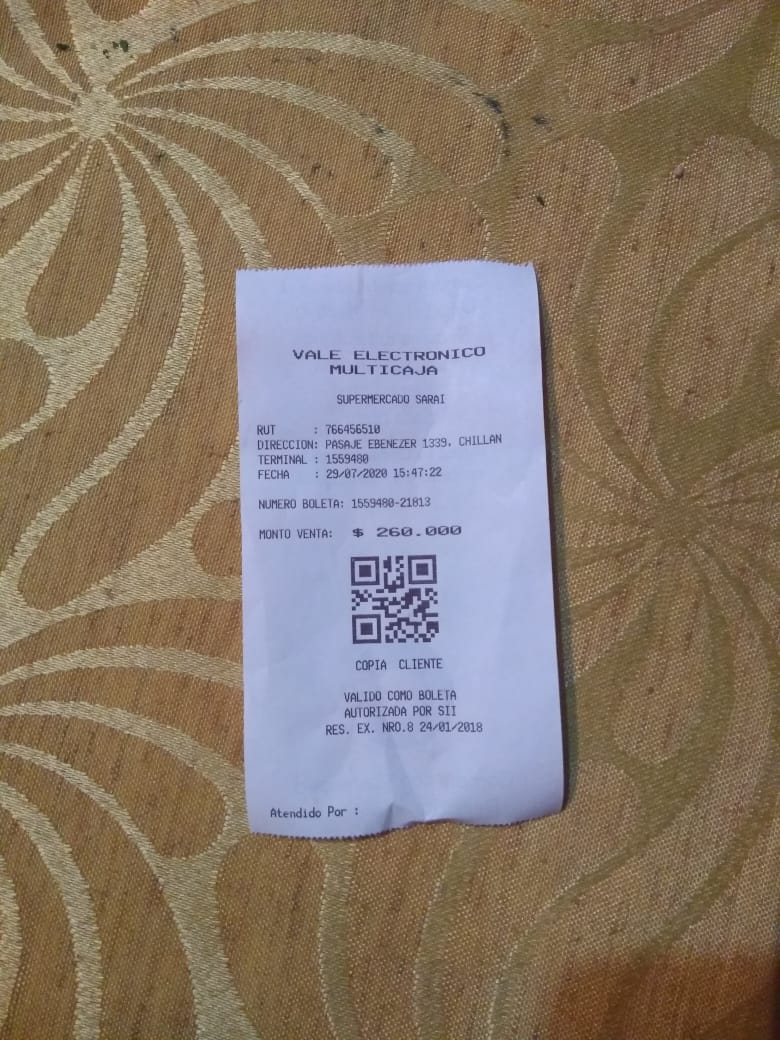 VALE ELECTRONICO
MULTICAJA
SUPERMERCADO SARAI
RUT : 766456510
DIRECCION: PASAJE EBENEZER 1339, CHILLAN
TERMINAL : 1559480
FECHA : 29/07/2020 15:47:22
NUMERO BOLETA: 1559480-21813
MONTO VENTA: $ 260.000
COPIA CLIENTE
VALIDO COMO BOLETA
AUTORIZADA POR SII
RES. EX. NRO.8 24/01/2018
Atendido Por :